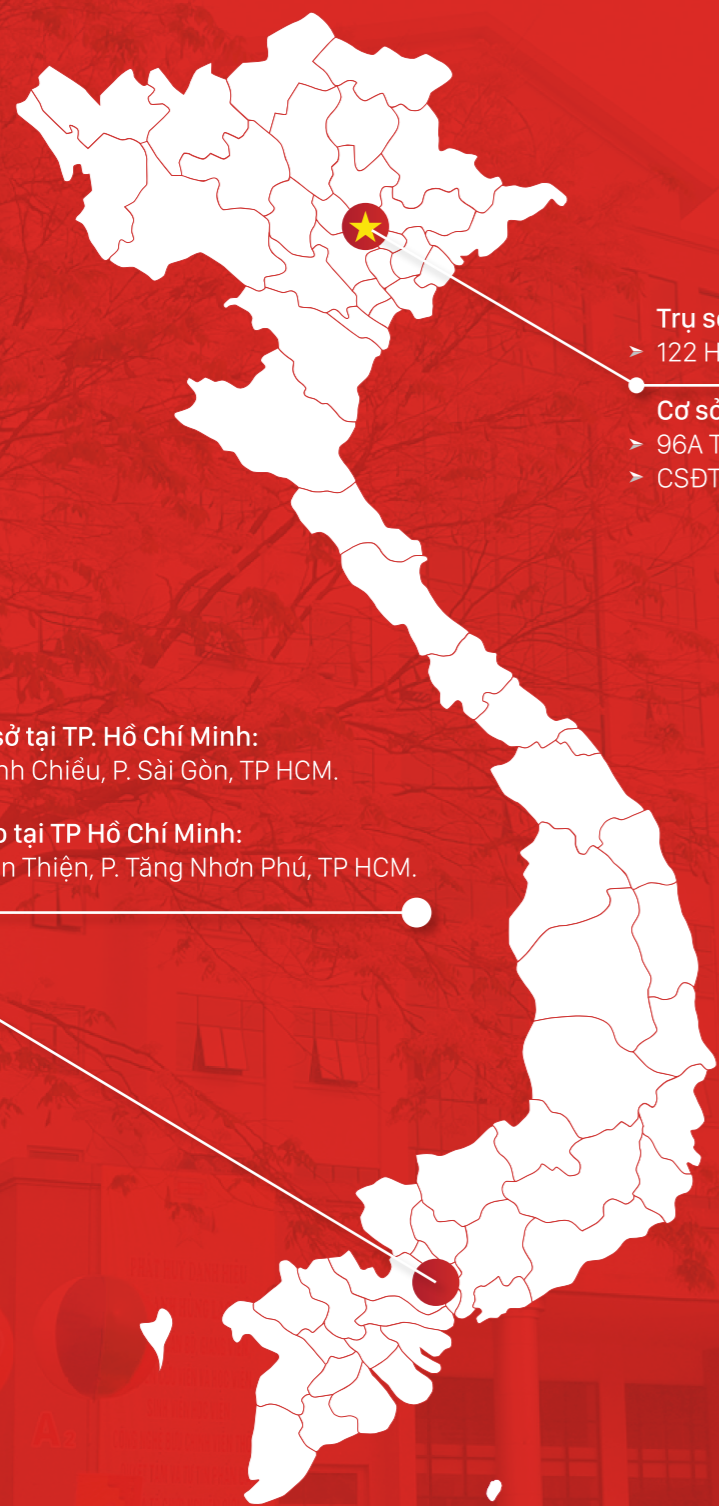 Trụ s
122 H
Cơ sở
96A T
CSĐT
sở tại TP. Hồ Chí Minh:
nh Chiểu, P. Sài Gòn, TP HCM.
o tại TP Hồ Chí Minh:
n Thiện, P. Tăng Nhơn Phú, TP HCM.